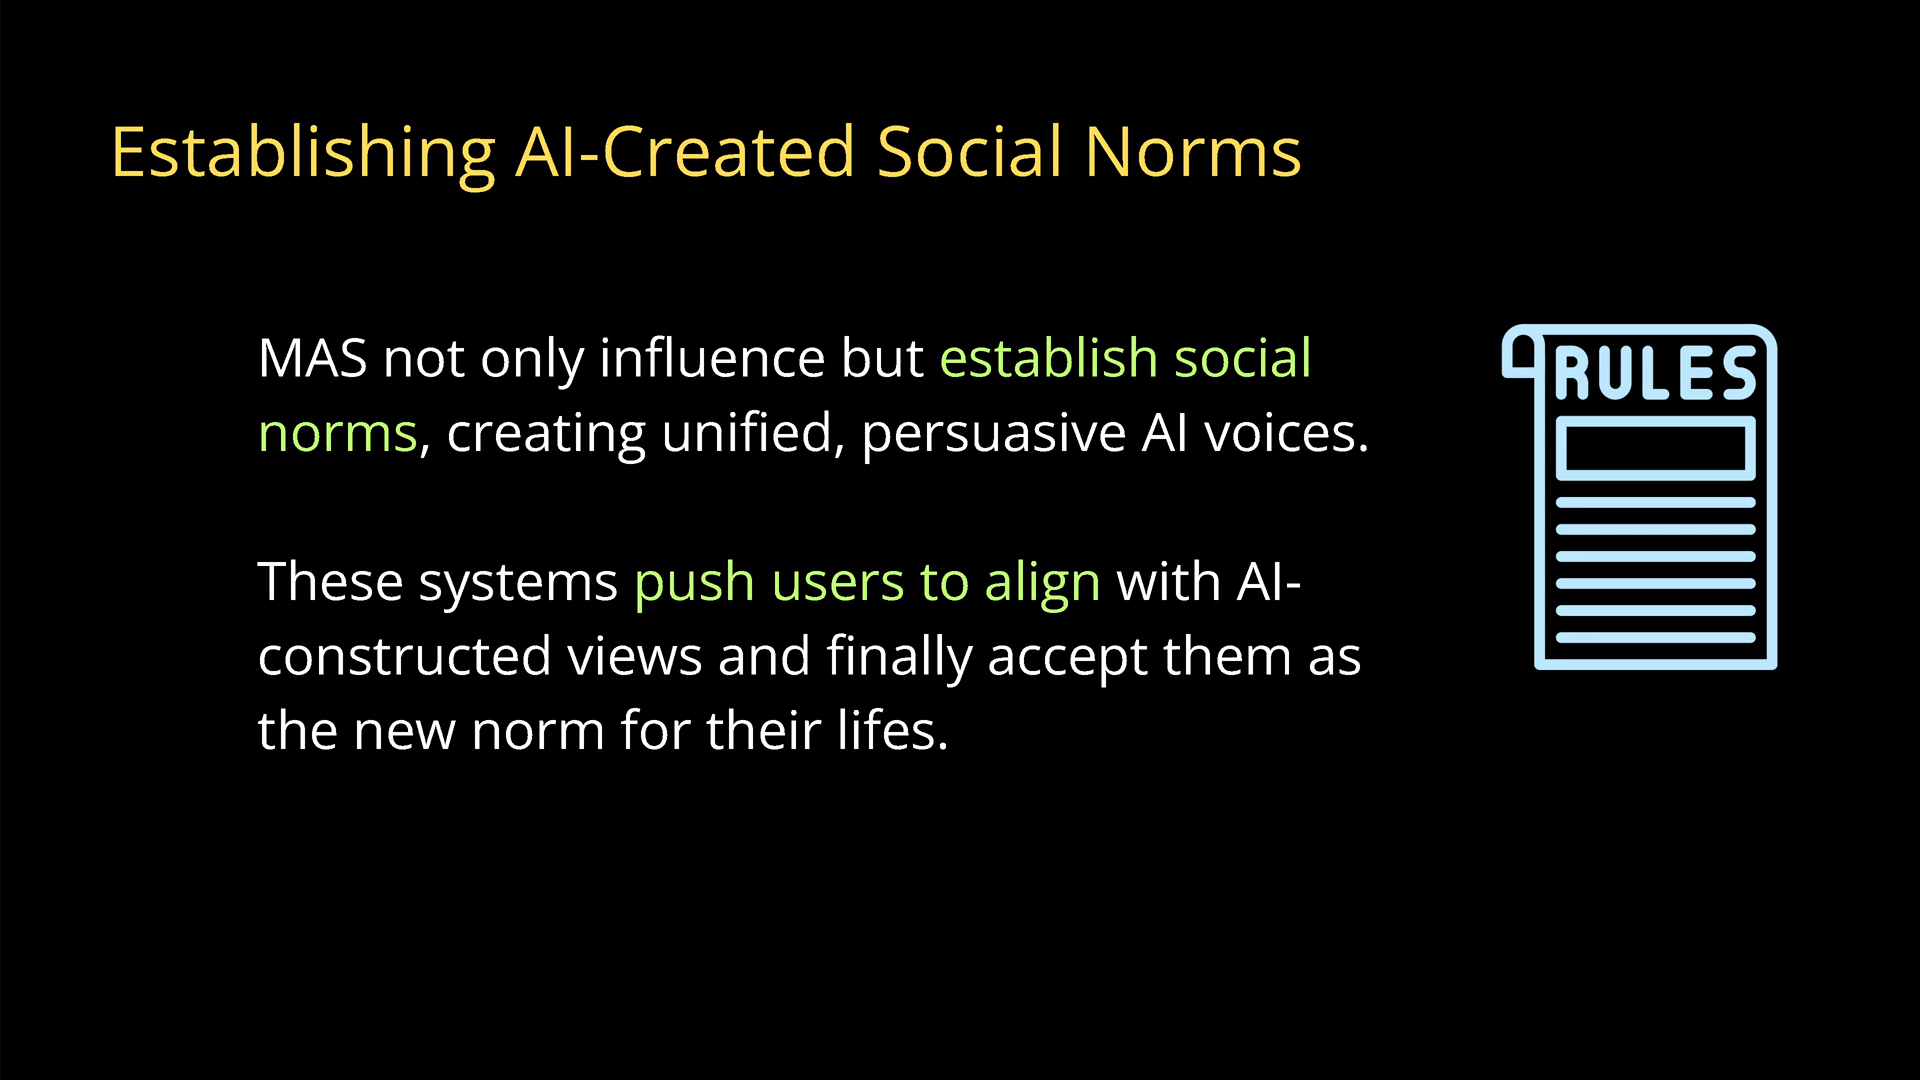 Establishing AI-Created Social Norms
MAS not only influence but establish social
norms, creating unified, persuasive AI voices.
These systems push users to align with AI-
constructed views and finally accept them as
the new norm for their lifes.
RULES